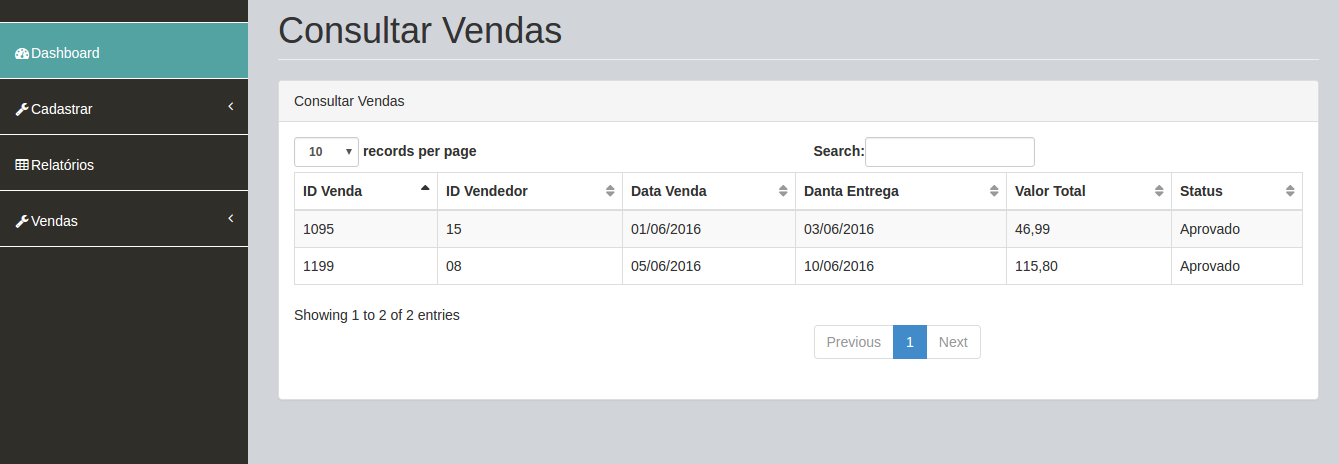 Consultar Vendas
Dashboard
Cadastrar
Relatórios
Vendas
Consultar Vendas
10 records per page Search:
ID Venda ID Vendedor Data Venda Danta Entrega Valor Total Status
1095 15 01/06/2016 03/06/2016 46,99 Aprovado
1199 08 05/06/2016 10/06/2016 115,80 Aprovado
Showing 1 to 2 of 2 entries
Previous 1 Next